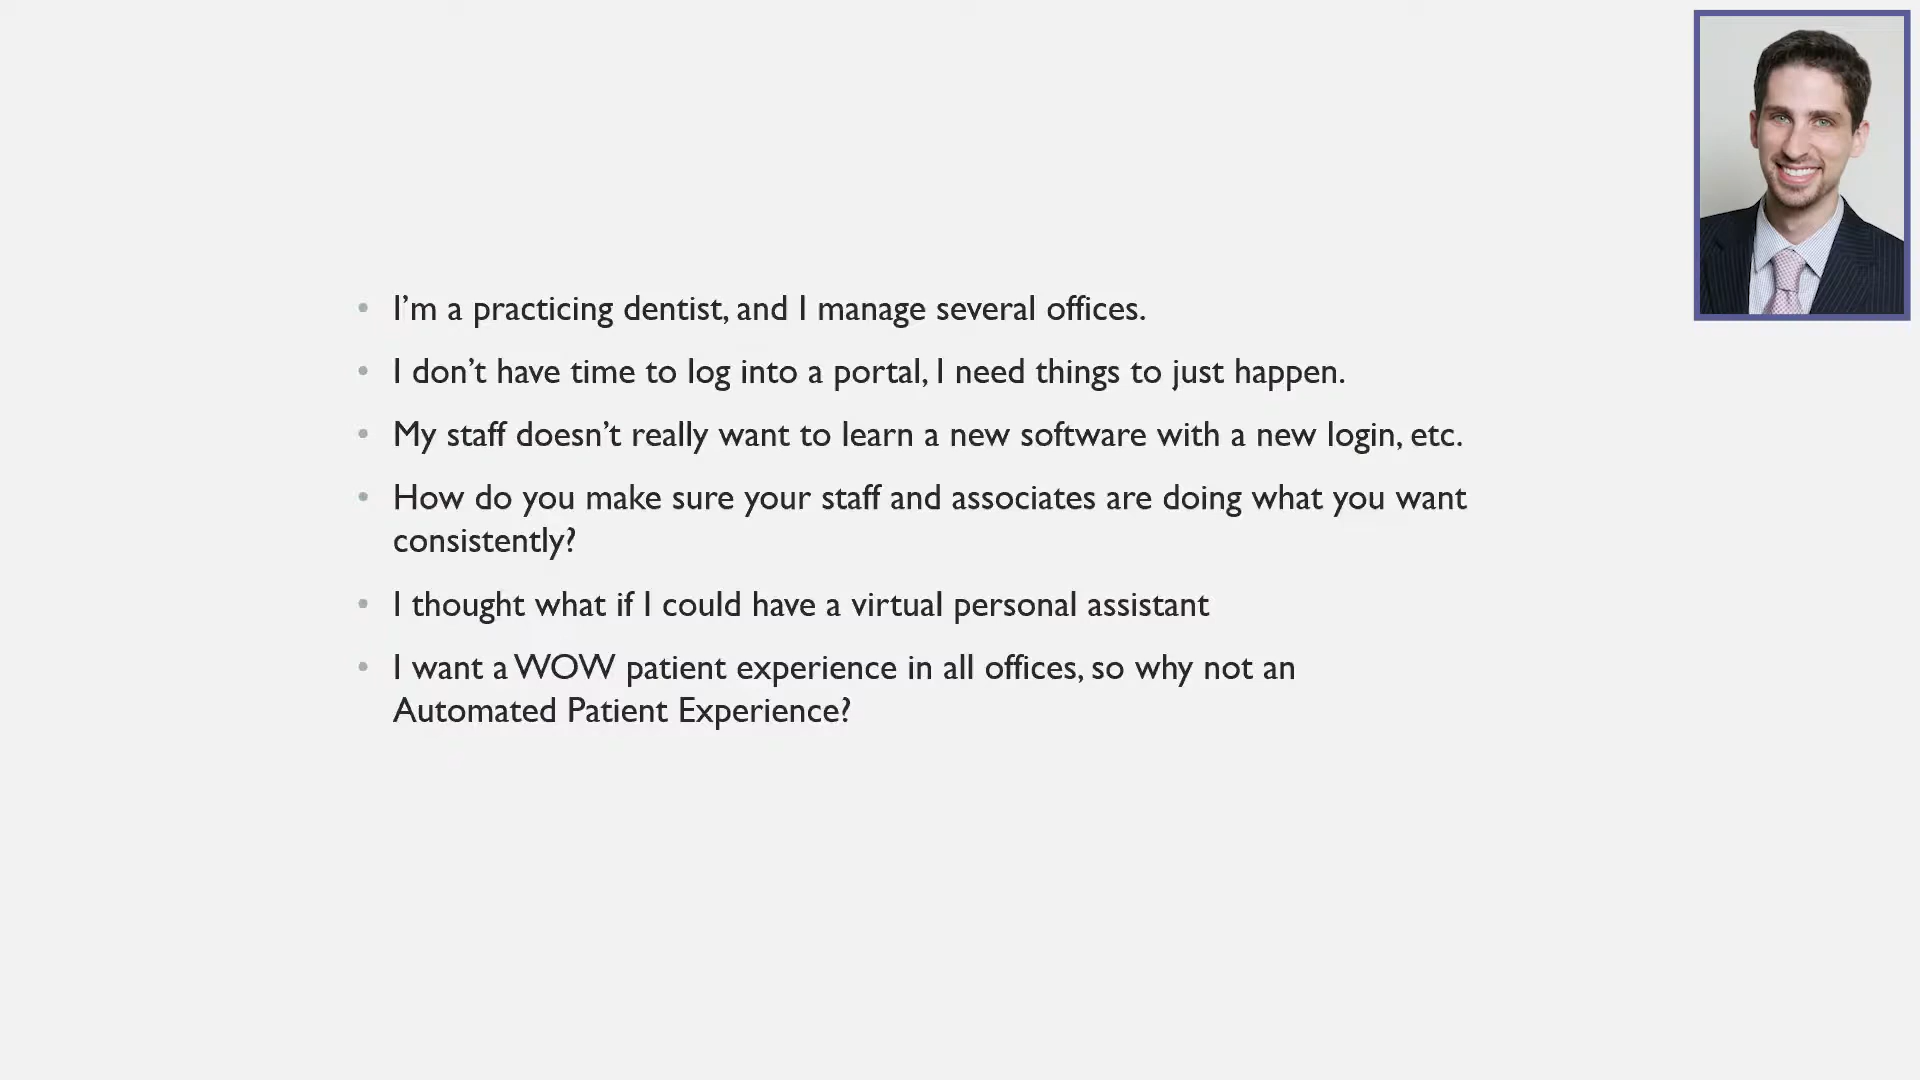 • I’m a practicing dentist, and I manage several offices.
• I don’t have time to log into a portal, I need things to just happen.
• My staff doesn’t really want to learn a new software with a new login, etc.
• How do you make sure your staff and associates are doing what you want
consistently?
• I thought what if I could have a virtual personal assistant
• I want a WOW patient experience in all offices, so why not an
Automated Patient Experience?